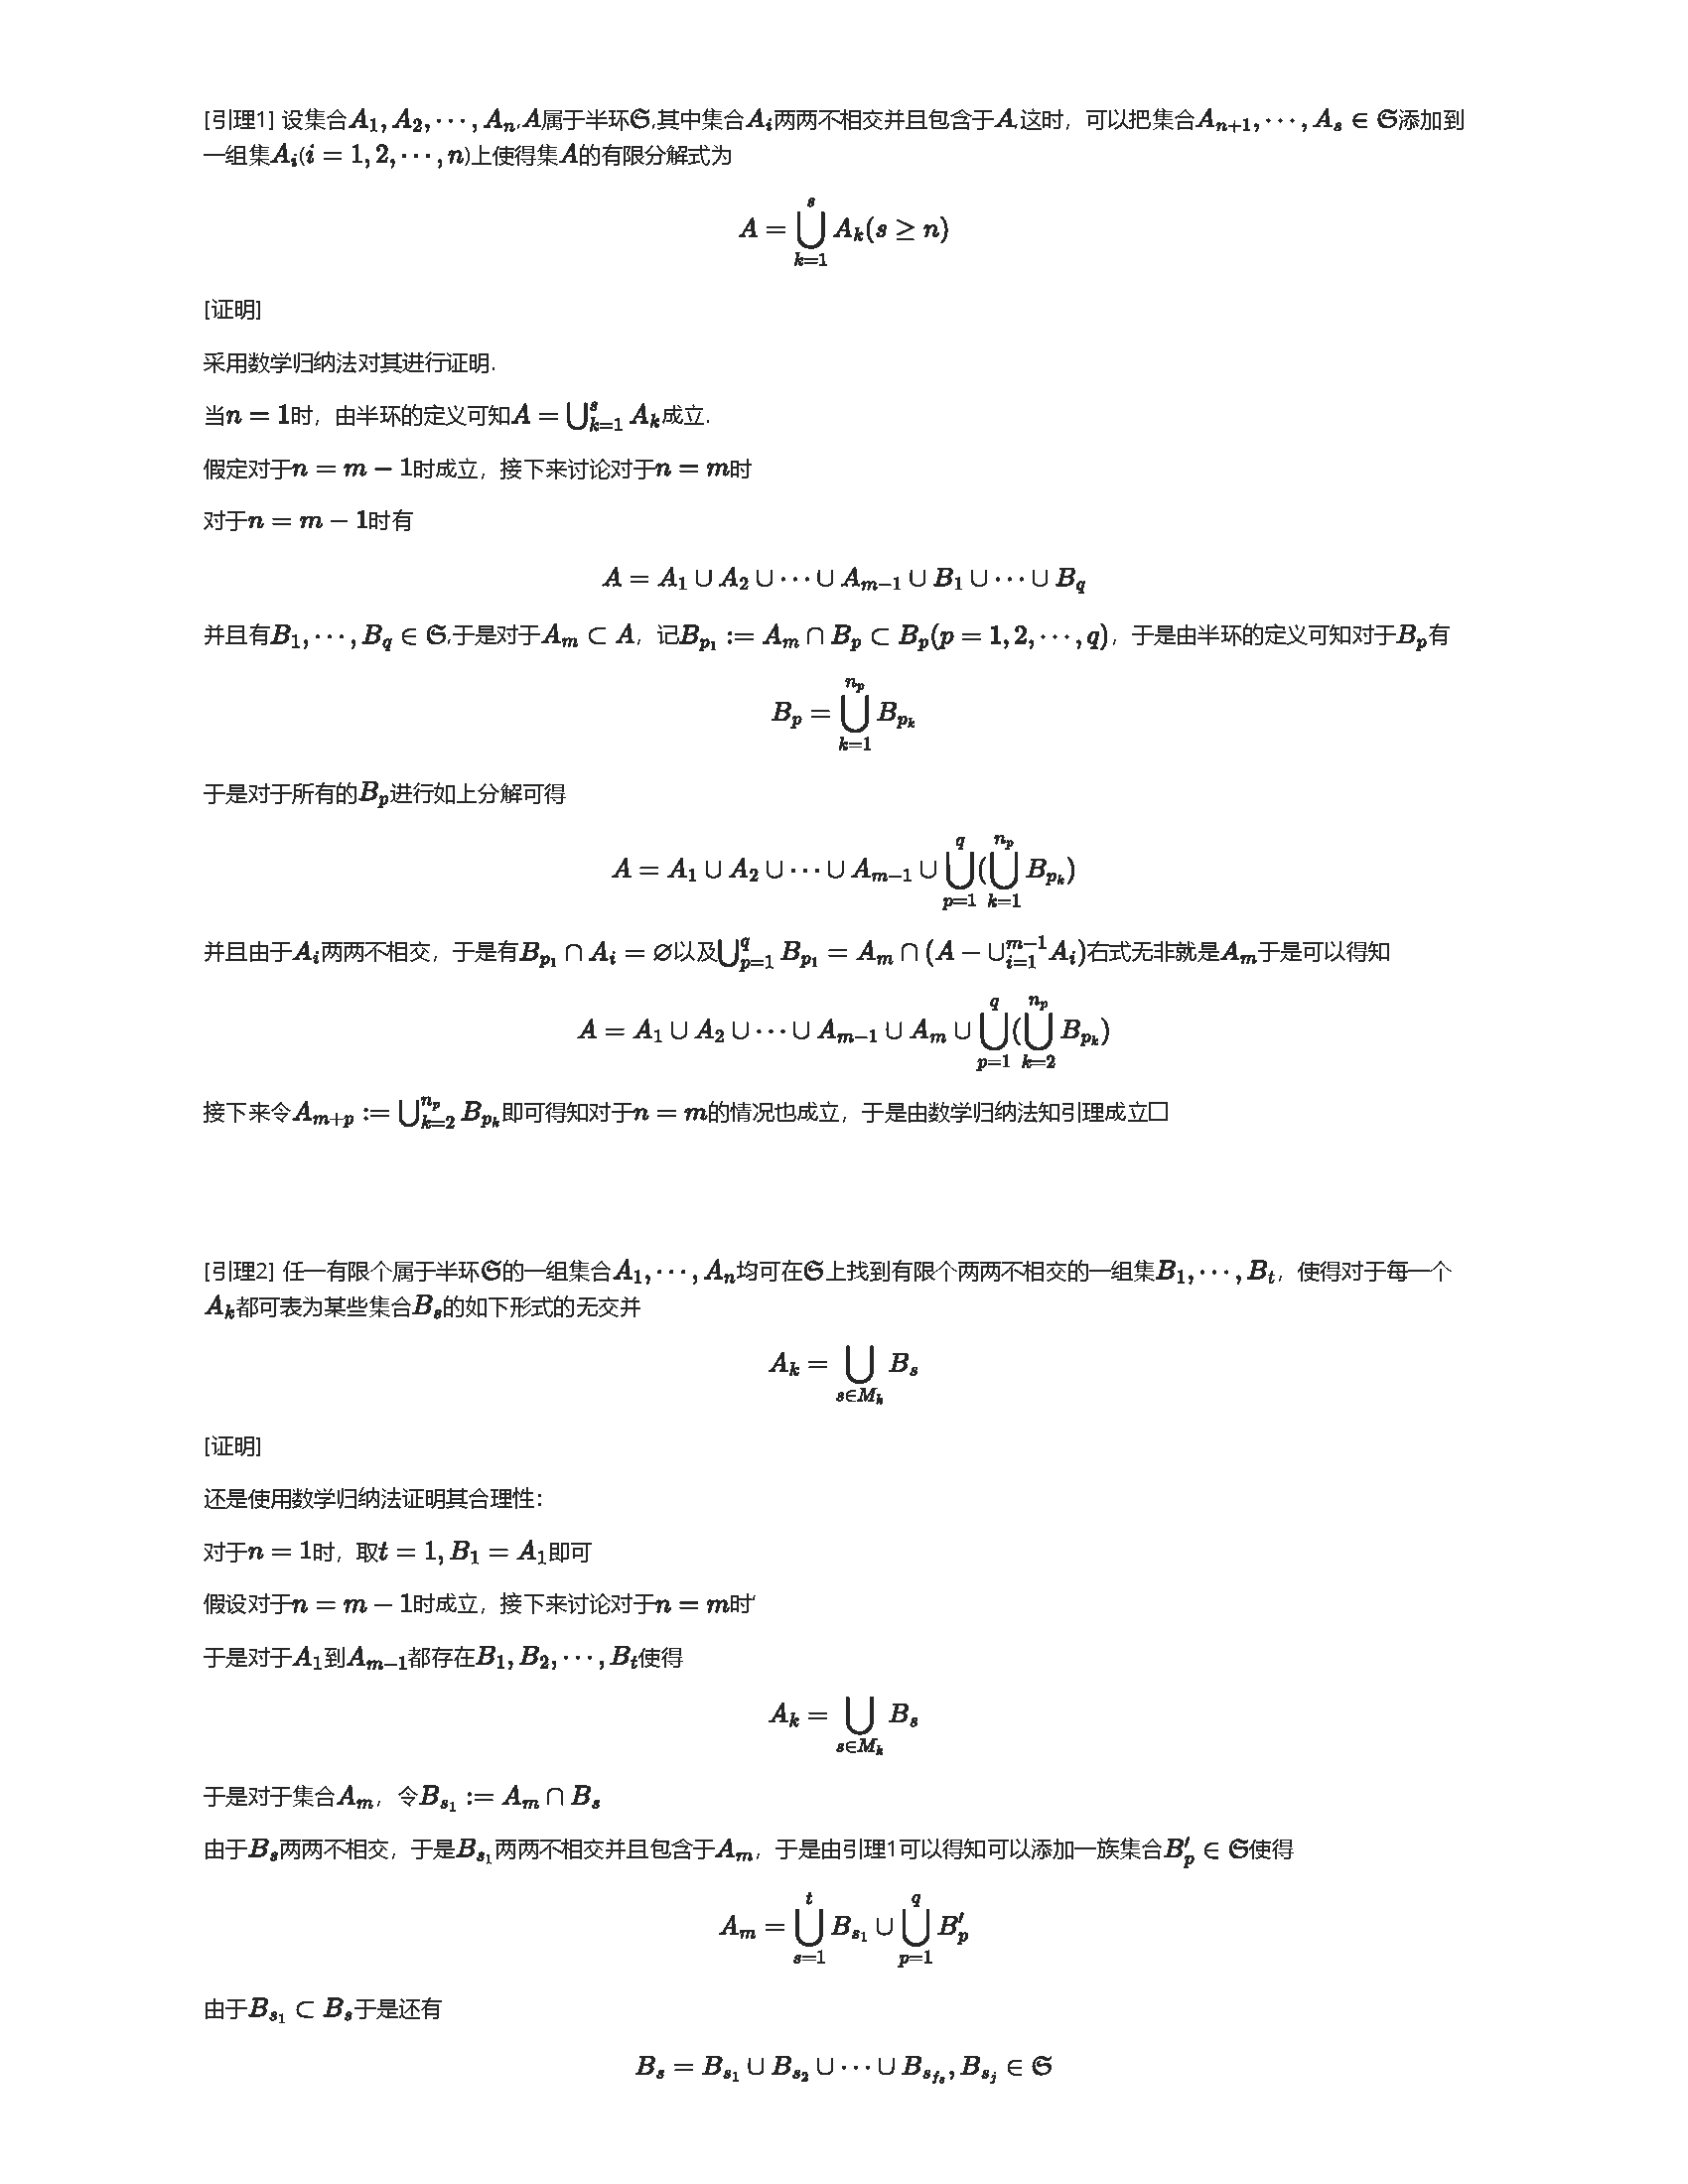 [引理1] 设集合$A_1, A_2, \cdots, A_n$,$A$属于半环$\mathfrak{S}$,其中集合$A_i$两两不相交并且包含于$A$,这时，可以把集合$A_{n+1}, \cdots, A_s \in \mathfrak{S}$添加到
一组集$A_i$($i = 1, 2, \cdots, n$)上使得集$A$的有限分解式为
$A = \bigcup_{k=1}^{s} A_k (s \geq n)$
[证明]
采用数学归纳法对其进行证明.
当$n = 1$时，由半环的定义可知$A = \bigcup_{k=1}^{s} A_k$成立.
假定对于$n = m - 1$时成立，接下来讨论对于$n = m$时
对于$n = m - 1$时有
$A = A_1 \cup A_2 \cup \cdots \cup A_{m-1} \cup B_1 \cup \cdots \cup B_q$
并且有$B_1, \cdots, B_q \in \mathfrak{S}$,于是对于$A_m \subset A$，记$B_{p_1} := A_m \cap B_p \subset B_p (p = 1, 2, \cdots, q)$，于是由半环的定义可知对于$B_p$有
$B_p = \bigcup_{k=1}^{n_p} B_{p_k}$
于是对于所有的$B_p$进行如上分解可得
$A = A_1 \cup A_2 \cup \cdots \cup A_{m-1} \cup \bigcup_{p=1}^{q} (\bigcup_{k=1}^{n_p} B_{p_k})$
并且由于$A_i$两两不相交，于是有$B_{p_1} \cap A_i = \varnothing$以及$\bigcup_{p=1}^{q} B_{p_1} = A_m \cap (A - \cup_{i=1}^{m-1} A_i)$右式无非就是$A_m$于是可以得知
$A = A_1 \cup A_2 \cup \cdots \cup A_{m-1} \cup A_m \cup \bigcup_{p=1}^{q} (\bigcup_{k=2}^{n_p} B_{p_k})$
接下来令$A_{m+p} := \bigcup_{k=2}^{n_p} B_{p_k}$即可得知对于$n = m$的情况也成立，于是由数学归纳法知引理成立□
[引理2] 任一有限个属于半环$\mathfrak{S}$的一组集合$A_1, \cdots, A_n$均可在$\mathfrak{S}$上找到有限个两两不相交的一组集$B_1, \cdots, B_t$，使得对于每一个
$A_k$都可表为某些集合$B_s$的如下形式的无交并
$A_k = \bigcup_{s \in M_k} B_s$
[证明]
还是使用数学归纳法证明其合理性：
对于$n = 1$时，取$t = 1, B_1 = A_1$即可
假设对于$n = m - 1$时成立，接下来讨论对于$n = m$时'
于是对于$A_1$到$A_{m-1}$都存在$B_1, B_2, \cdots, B_t$使得
$A_k = \bigcup_{s \in M_k} B_s$
于是对于集合$A_m$，令$B_{s_1} := A_m \cap B_s$
由于$B_s$两两不相交，于是$B_{s_1}$两两不相交并且包含于$A_m$，于是由引理1可以得知可以添加一族集合$B'_p \in \mathfrak{S}$使得
$A_m = \bigcup_{s=1}^{t} B_{s_1} \cup \bigcup_{p=1}^{q} B'_p$
由于$B_{s_1} \subset B_s$于是还有
$B_s = B_{s_1} \cup B_{s_2} \cup \cdots \cup B_{s_{f_s}}, B_{s_j} \in \mathfrak{S}$